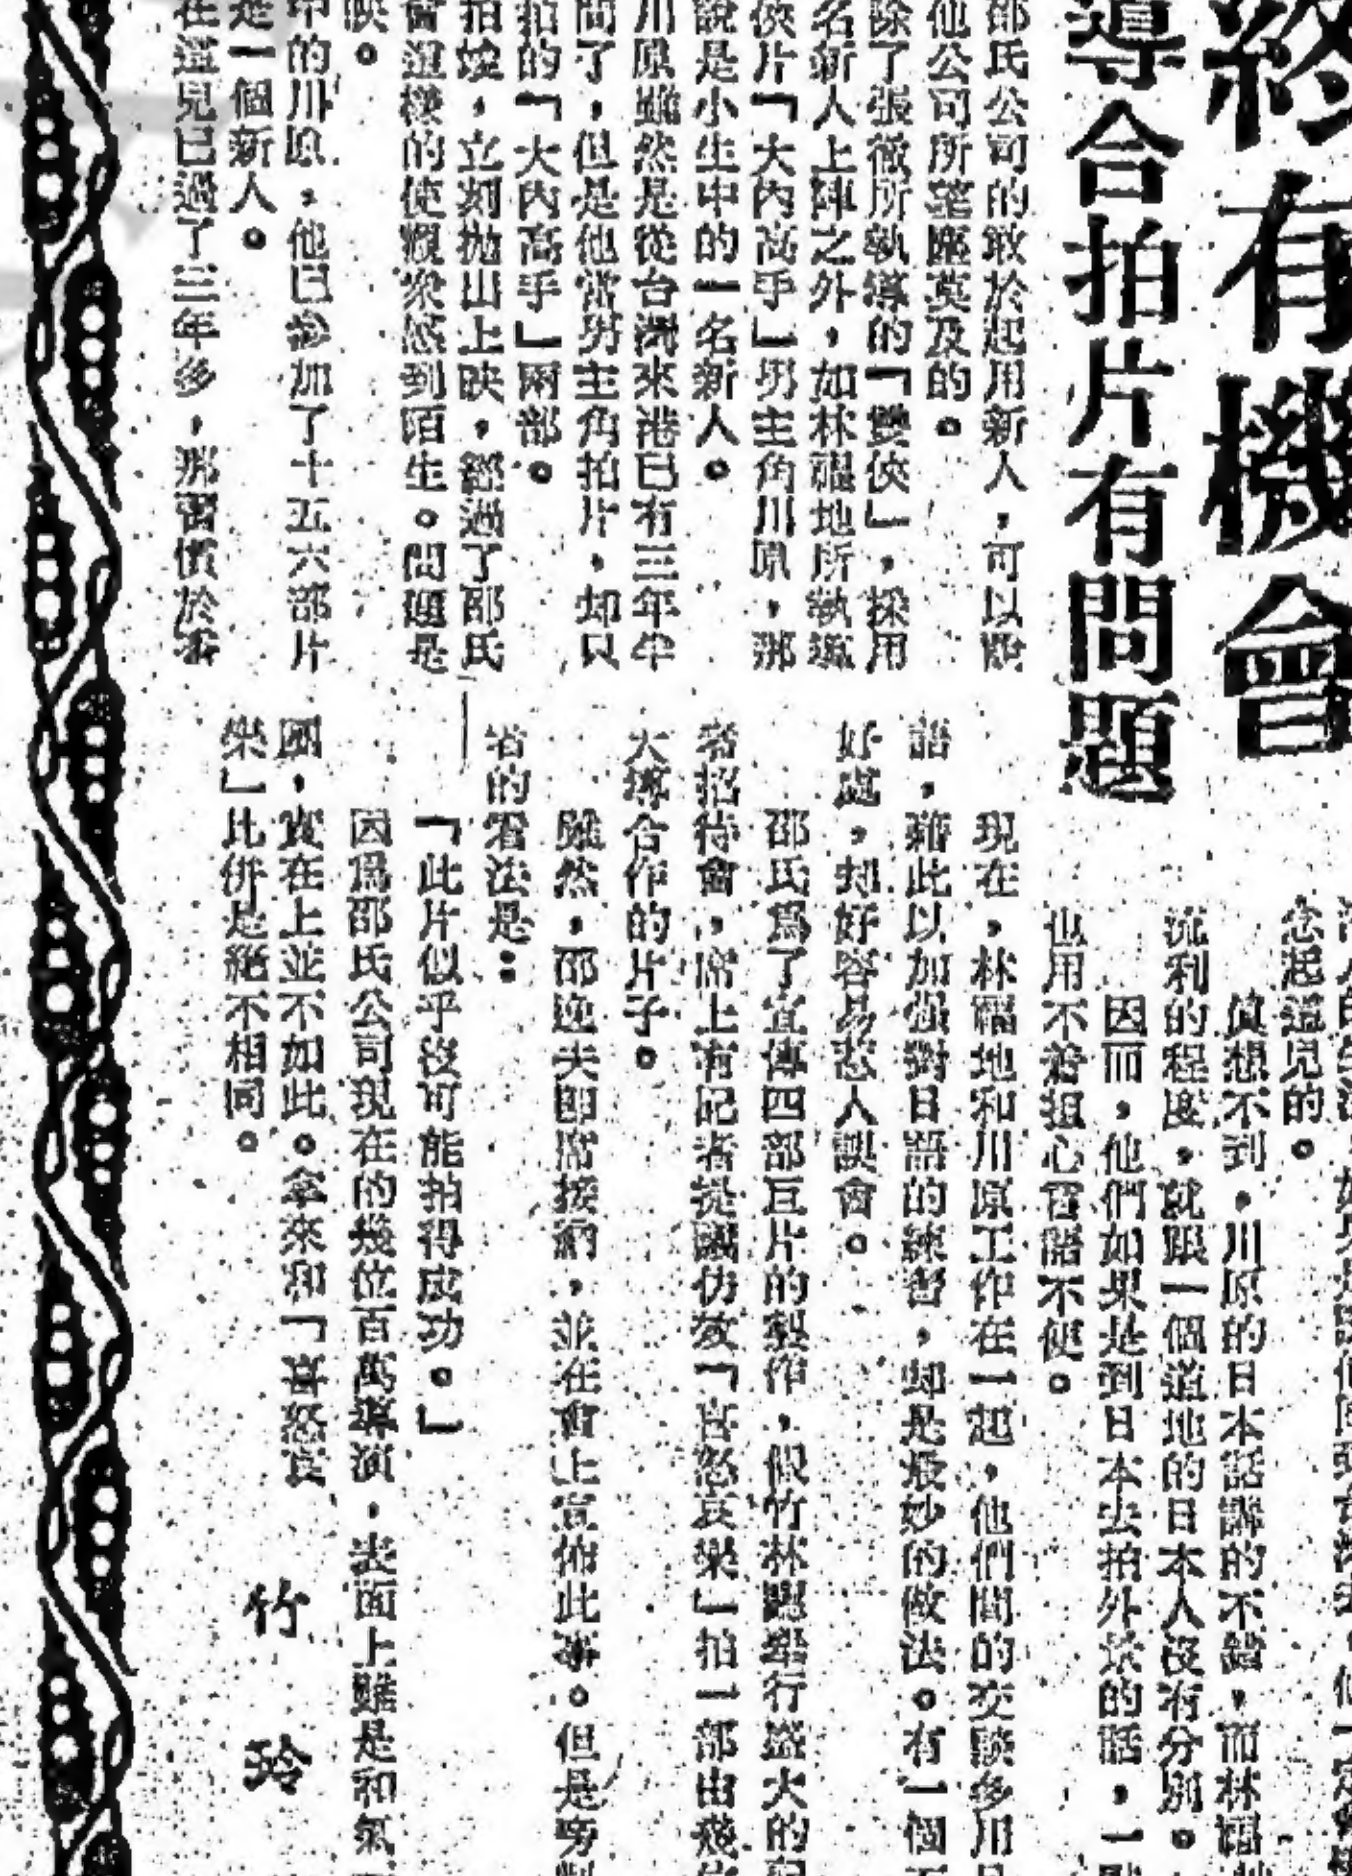 終有機會
導合拍片有問題
邵氏公司的敢於起用新人,可以說
他公司所望塵莫及的。
除了張徹所執導的「雙俠」,採用
名新人上陣之外,如林福地所執導
俠片「大內高手」男主角川原,那
說是小生中的一名新人。
川原雖然是從台灣來港已有三年半
間了,但是他當男主角拍片,却只
拍的「大內高手」兩部。
拍竣,立刻拋出上映,經過了邵氏
會這樣的使觀衆感到陌生。問題是
映。
中的川原,他已參加了十五六部片
是一個新人。
在這兒已過了三年多,那習慣於
念起這兒的。
真想不到,川原的日本話講的不錯,而林福
流利的程度,就跟一個道地的日本人沒有分別。
因而,他們如果是到日本去拍外景的話,一
也用不着担心言語不便。
現在,林福地和川原工作在一起,他們間的交談多用
語,藉此以加强對日語的練習,却是最妙的做法。有一個
好處,却好容易惹人誤會。
邵氏爲了宣傳四部巨片的製作,假竹林閣舉行盛大的
者招待會,席上有記者提議仿效「喜怒哀樂」拍一部由幾
大導合作的片子。
雖然,邵逸夫即席接納,並在會上宣佈此事。但是旁
者的看法是:
「此片似乎沒可能拍得成功。」
因爲邵氏公司現在的幾位百萬導演,表面上雖是和氣
團,實在上並不如此。拿來和「喜怒哀
樂」比併是絕不相同。
竹玲